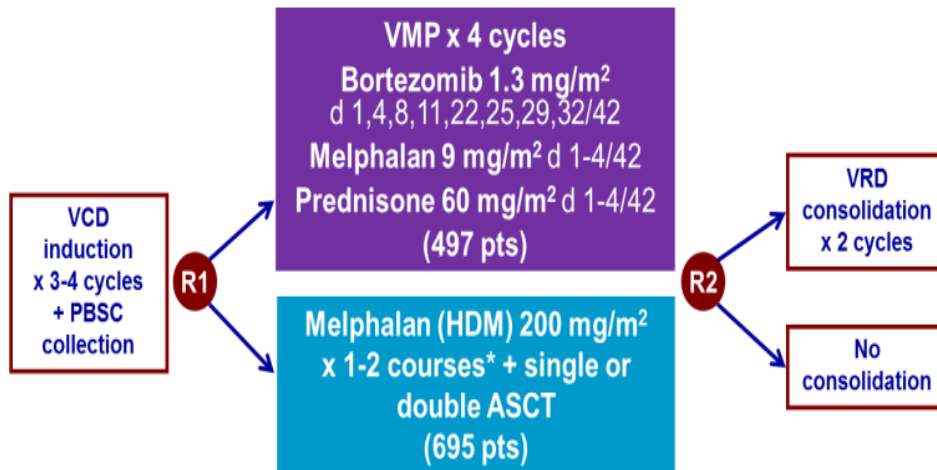 VCD
induction
x 3-4 cycles
+ PBSC
collection
R1
VMP x 4 cycles
Bortezomib 1.3 mg/m²
d 1,4,8,11,22,25,29,32/42
Melphalan 9 mg/m² d 1-4/42
Prednisone 60 mg/m² d 1-4/42
(497 pts)
Melphalan (HDM) 200 mg/m²
x 1-2 courses* + single or
double ASCT
(695 pts)
R2
VRD
consolidation
x 2 cycles
No
consolidation